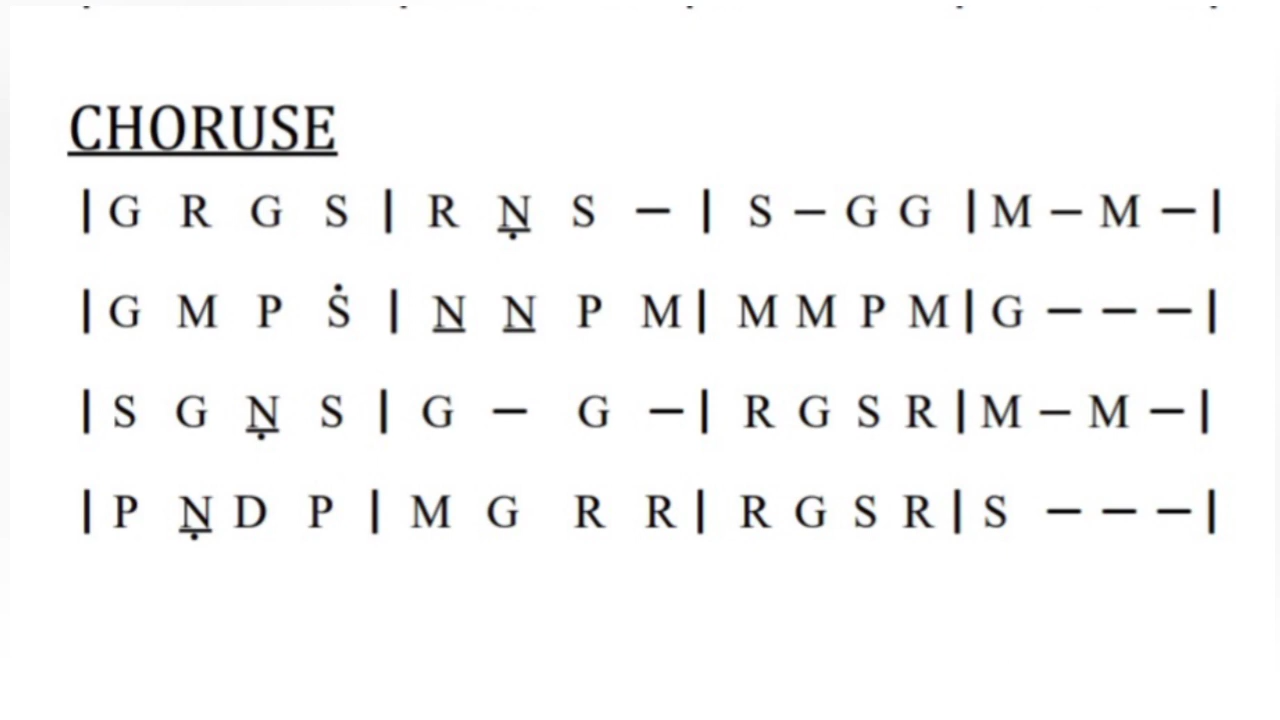 CHORUSE
| G R G S | R Ṇ̲ S – | S – G G | M – M – |
| G M P Ṡ | N̲ N̲ P M | M M P M | G – – – |
| S G Ṇ̲ S | G – G – | R G S R | M – M – |
| P Ṇ̲ D P | M G R R | R G S R | S – – – |